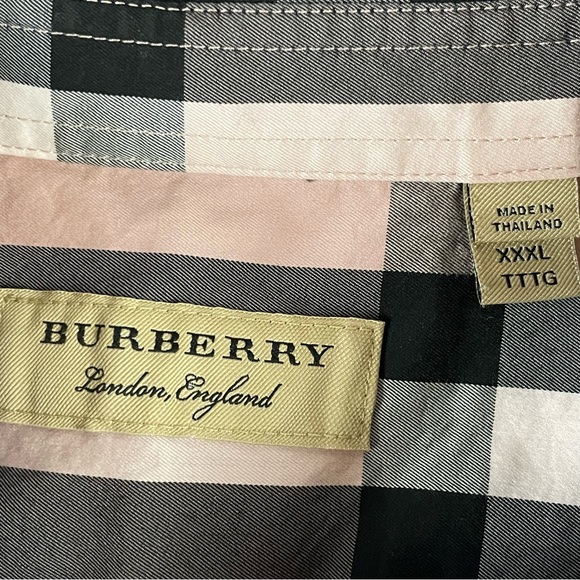 MADE IN
THAILAND
XXXL
TTTG
BURBERRY
London, England